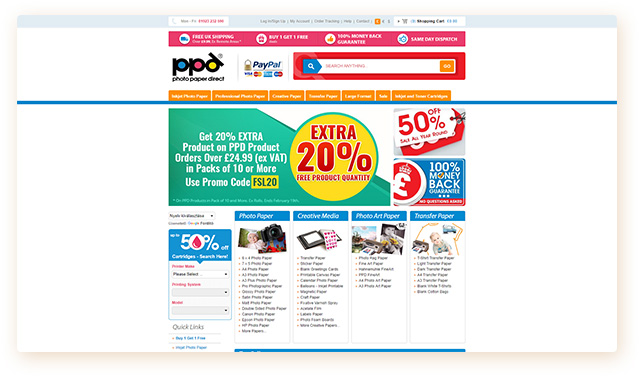 Log In/Sign Up | My Account | Order Tracking | Help | Contact
£ € $
Shopping Cart £0.00
FREE UK SHIPPING
BUY 1 GET 1 FREE
100% MONEY BACK
GUARANTEE
SAME DAY DISPATCH
ppd
photo paper direct
PayPal
SEARCH ANYTHING...
GO
Inkjet Photo Paper
Professional Photo Paper
Creative Paper
Transfer Paper
Large Format
Sale
Inkjet and Toner Cartridges
Get 20% EXTRA
Product on PPD Product
Orders Over £24.99 (ex VAT)
in Packs of 10 or More
Use Promo Code FSL20
EXTRA
20%
FREE PRODUCT QUANTITY
50% OFF
SALE ALL YEAR ROUND
100%
MONEY
BACK
GUARANTEE
NO QUESTIONS ASKED
up to
50% off
Cartridges - Search Here!
Printer Make
Please Select...
Printing System
Model
Quick Links
Buy 1 Get 1 Free
Inkjet Photo Paper
Photo Paper
6 x 4 Photo Paper
7 x 5 Photo Paper
A4 Photo Paper
A3 Photo Paper
A3 Plus Photo Paper
Pro Photographic Paper
Glossy Photo Paper
Satin Photo Paper
Matt Photo Paper
Double Sided Photo Paper
Canon Photo Paper
Epson Photo Paper
HP Photo Paper
More Papers...
Creative Media
Transfer Paper
Sticker Paper
Blank Greetings Cards
Printable Canvas Paper
Calendar Photo Paper
Balloons - Inkjet Printable
Magnetic Paper
Craft Paper
Fixative Varnish Spray
Acetate Film
Labels Paper
Photo Foam Boards
More Creative Papers...
Photo Art Paper
Photo Rag Paper
Fine Art Paper
Hahnemuhle FineArt
PPD FineArt
A4 Photo Art Paper
A3 Photo Art Paper
Transfer Paper
T-Shirt Transfer Paper
Light Transfer Paper
Dark Transfer Paper
A4 Transfer Paper
A3 Transfer Paper
Blank White T-Shirts
Blank Cotton Bags